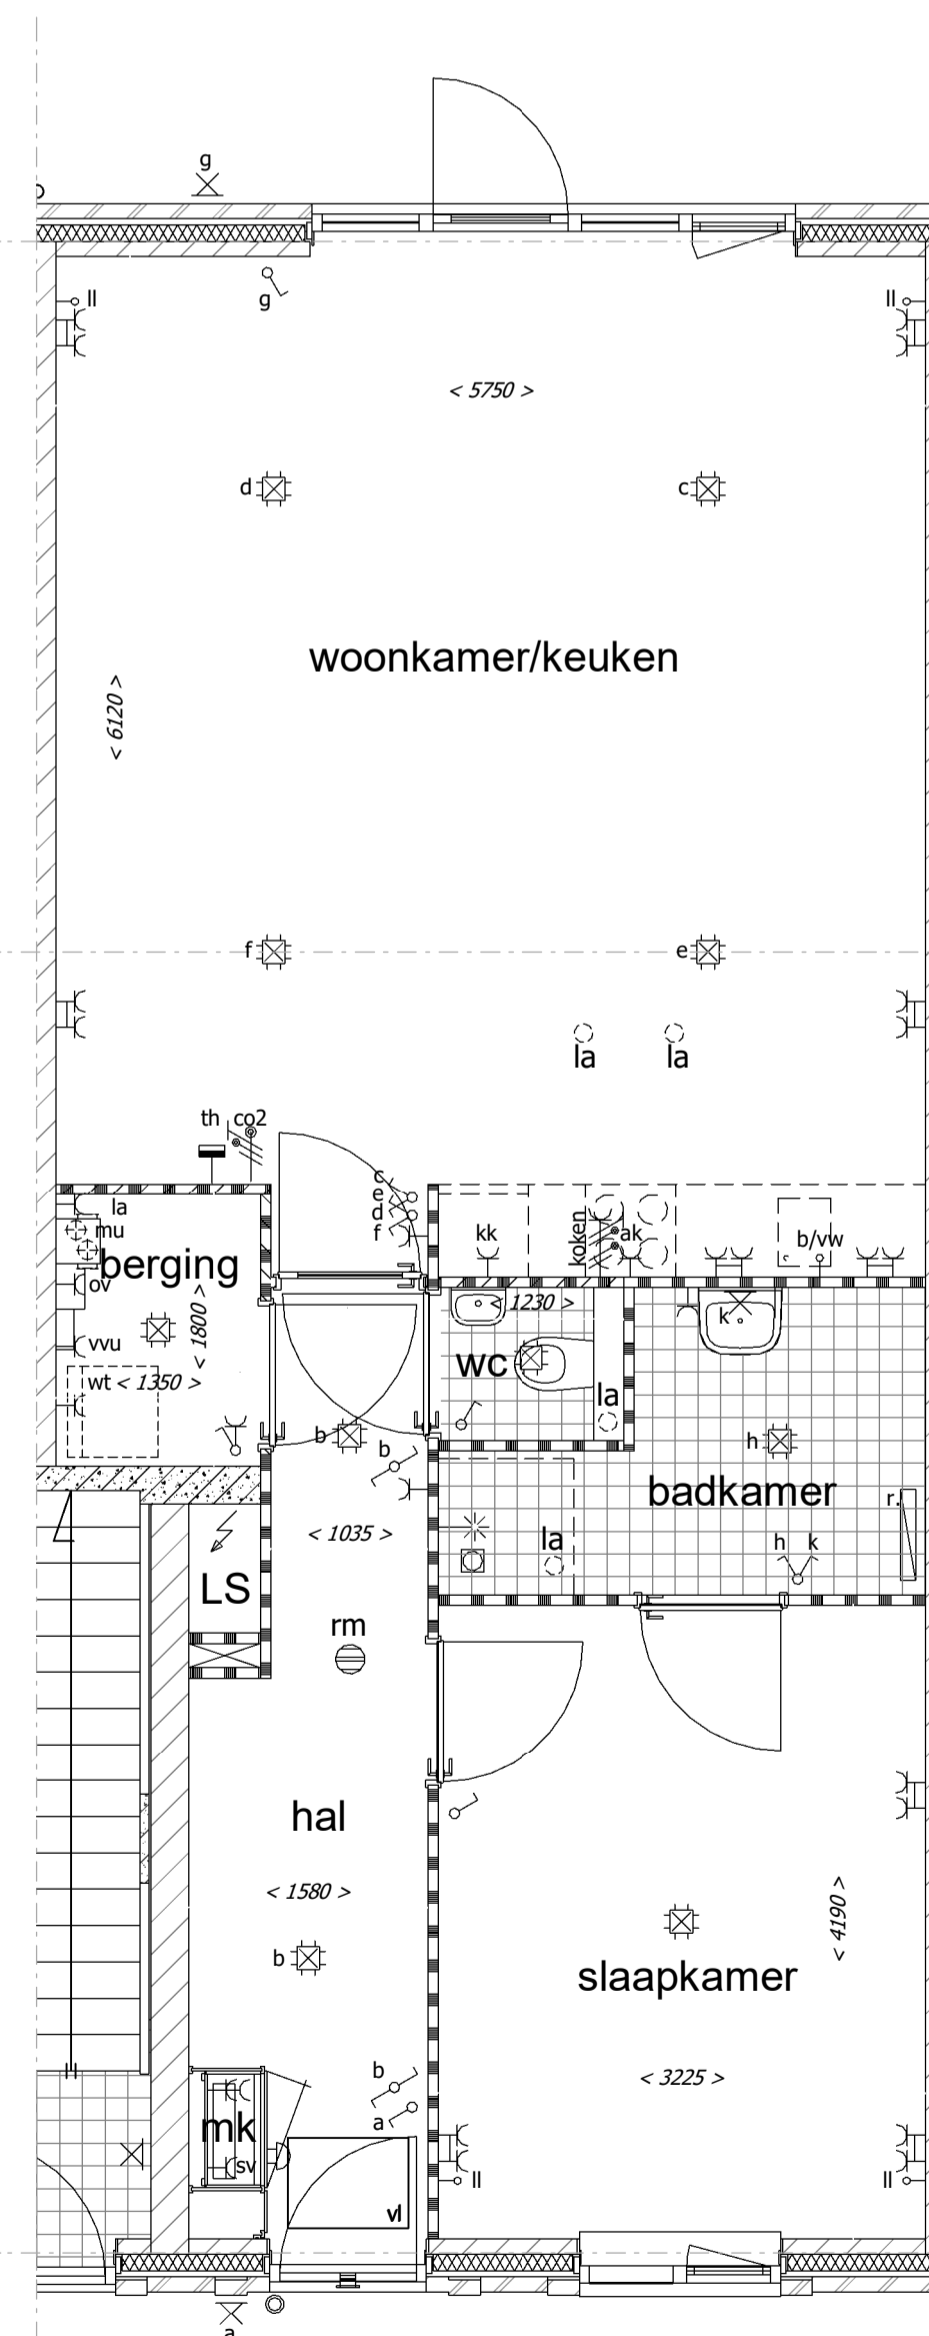 g
g
ll
ll
< 5750 >
d
c
woonkamer/keuken
< 6120 >
f
e
la
la
th
co2
c
e
d
f
la
mu
berging
ov
< 1800 >
vvu
wt
< 1350 >
kk
koken
ak
b/vw
< 1230 >
k
wc
la
b
b
h
badkamer
r.
< 1035 >
la
h
k
LS
rm
hal
< 1580 >
b
slaapkamer
< 4190 >
< 3225 >
b
a
mk
sv
ll
ll
vl
a